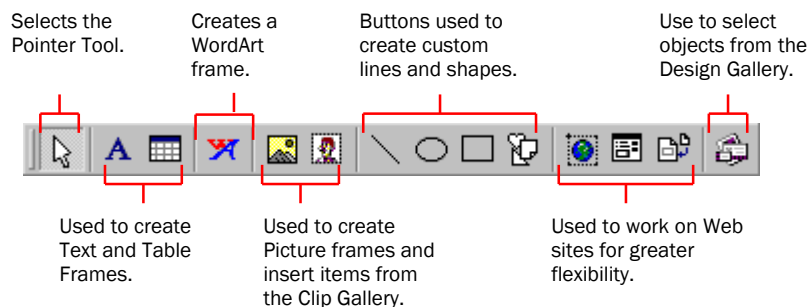 Selects the
Pointer Tool.
Creates a
WordArt
frame.
Buttons used to
create custom
lines and shapes.
Use to select
objects from the
Design Gallery.
A
A
Used to create
Text and Table
Frames.
Used to create
Picture frames and
insert items from
the Clip Gallery.
Used to work on Web
sites for greater
flexibility.